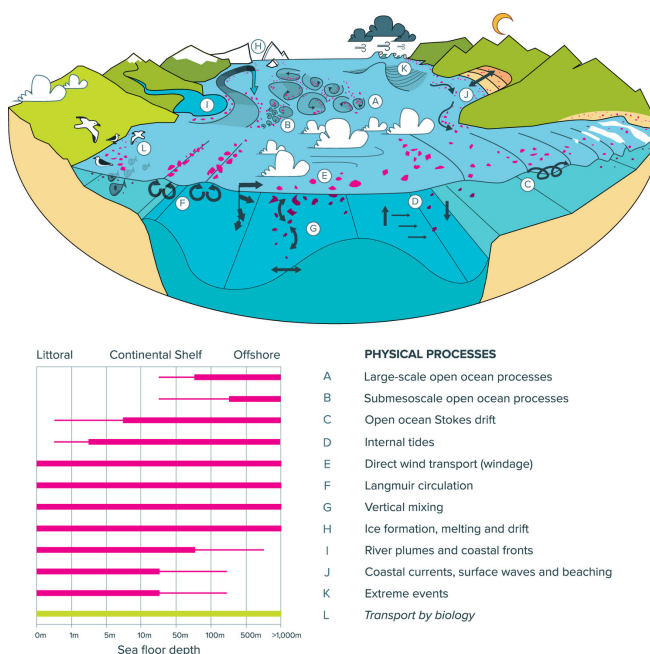 H
K
J
I
A
B
L
E
C
F
D
G
Littoral Continental Shelf Offshore
PHYSICAL PROCESSES
A Large-scale open ocean processes
B Submesoscale open ocean processes
C Open ocean Stokes drift
D Internal tides
E Direct wind transport (windage)
F Langmuir circulation
G Vertical mixing
H Ice formation, melting and drift
I River plumes and coastal fronts
J Coastal currents, surface waves and beaching
K Extreme events
L Transport by biology
0m 1m 5m 10m 50m 100m 500m >1,000m
Sea floor depth